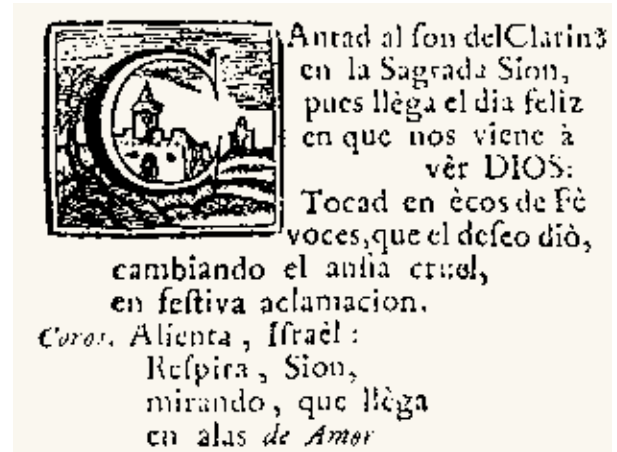 CAntad al ſon delClarin,
en la Sagrada Sion,
pues llèga el dia feliz
en que nos viene à
vêr DIOS:
Tocad en ècos de Fè
voces,que el deſeo diò,
cambiando el anſia cruel,
en feſtiva aclamacion.
Coros. Alienta , Iſraèl :
Reſpira , Sion,
mirando , que llèga
en alas de Amor